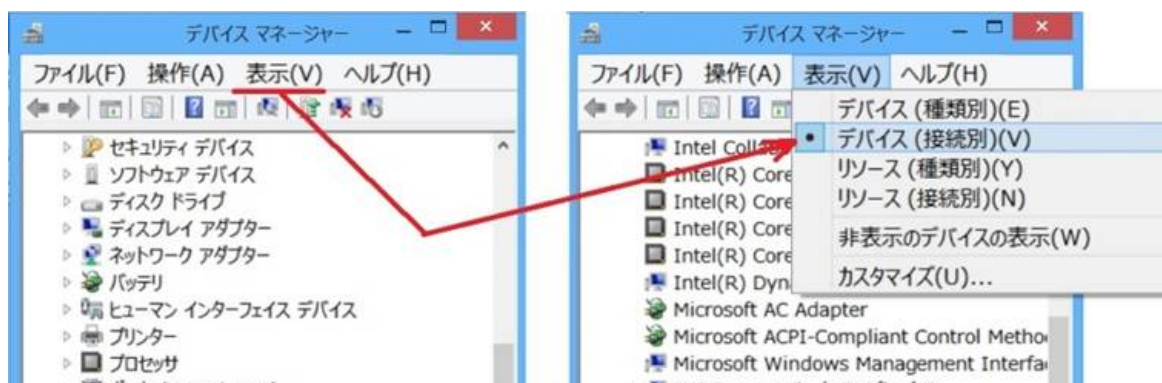 デバイス マネージャー
ファイル(F) 操作(A) 表示(V) ヘルプ(H)
セキュリティ デバイス
ソフトウェア デバイス
ディスク ドライブ
ディスプレイ アダプター
ネットワーク アダプター
バッテリ
ヒューマン インターフェイス デバイス
プリンター
プロセッサ
デバイス マネージャー
ファイル(F) 操作(A) 表示(V) ヘルプ(H)
デバイス (種類別)(E)
デバイス (接続別)(V)
リソース (種類別)(Y)
リソース (接続別)(N)
非表示のデバイスの表示(W)
カスタマイズ(U)...
Intel
Intel(R) Core
Intel(R) Core
Intel(R) Core
Intel(R) Core
Intel(R) Dyn
Microsoft AC Adapter
Microsoft ACPI-Compliant Control Metho
Microsoft Windows Management Interfa